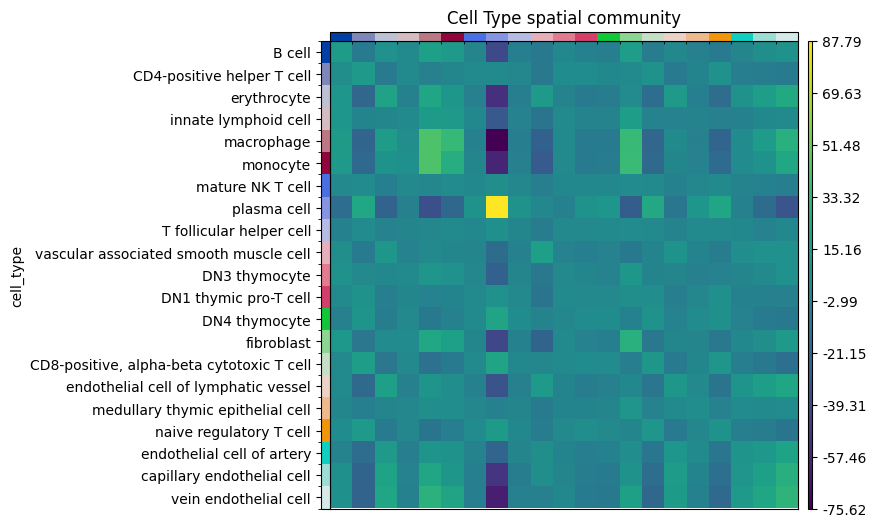 Cell Type spatial community
cell_type
B cell
CD4-positive helper T cell
erythrocyte
innate lymphoid cell
macrophage
monocyte
mature NK T cell
plasma cell
T follicular helper cell
vascular associated smooth muscle cell
DN3 thymocyte
DN1 thymic pro-T cell
DN4 thymocyte
fibroblast
CD8-positive, alpha-beta cytotoxic T cell
endothelial cell of lymphatic vessel
medullary thymic epithelial cell
naive regulatory T cell
endothelial cell of artery
capillary endothelial cell
vein endothelial cell
87.79
69.63
51.48
33.32
15.16
-2.99
-21.15
-39.31
-57.46
-75.62